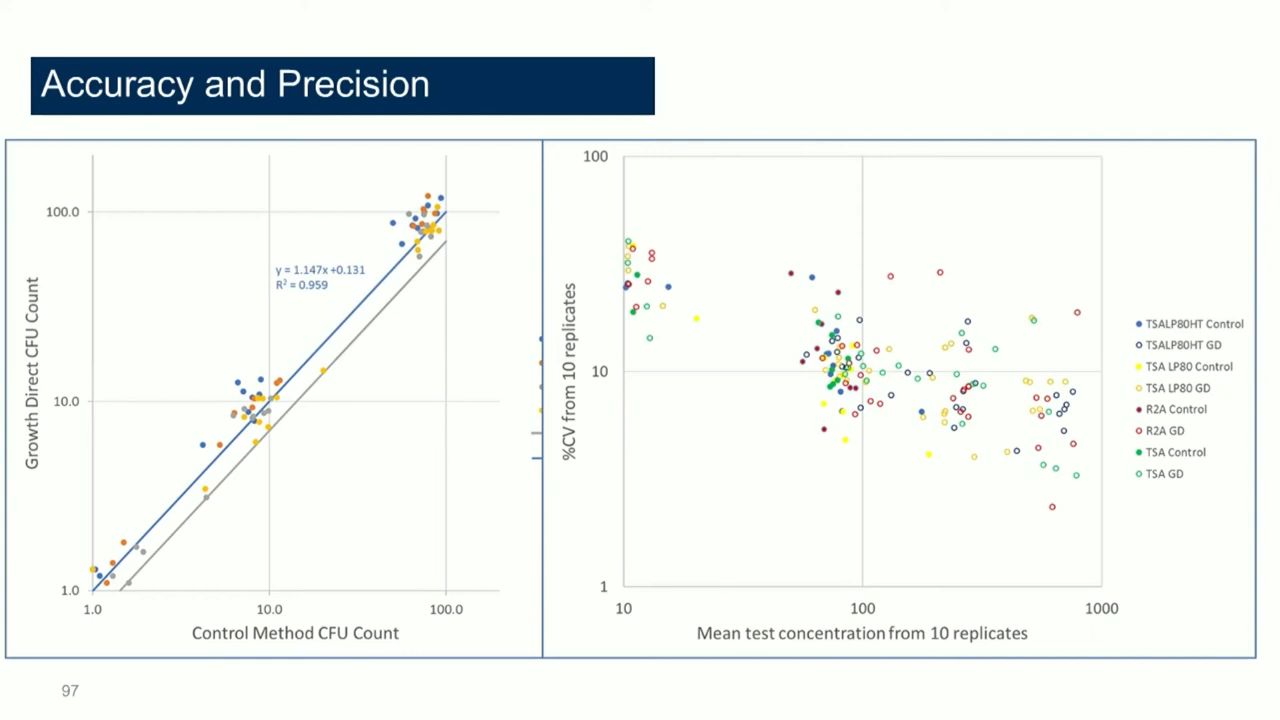 Accuracy and Precision
Growth Direct CFU Count
100.0
10.0
1.0
y = 1.147x +0.131
R² = 0.959
1.0
10.0
100.0
Control Method CFU Count
%CV from 10 replicates
100
10
1
10
100
1000
Mean test concentration from 10 replicates
TSALP80HT Control
TSALP80HT GD
TSA LP80 Control
TSA LP80 GD
R2A Control
R2A GD
TSA Control
TSA GD
97